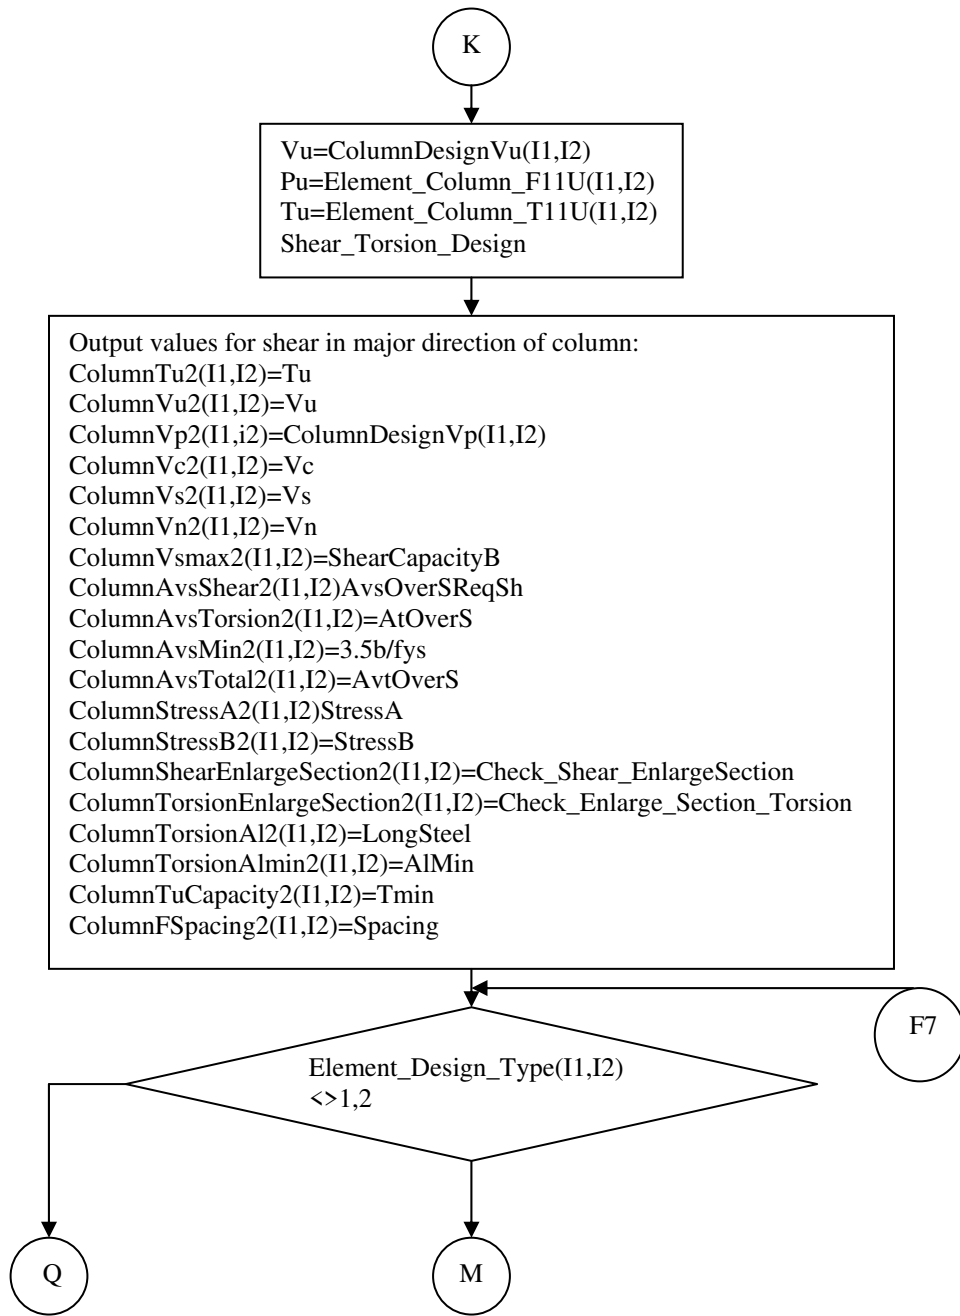 K
Vu=ColumnDesignVu(I1,I2)
Pu=Element_Column_F11U(I1,I2)
Tu=Element_Column_T11U(I1,I2)
Shear_Torsion_Design
Output values for shear in major direction of column:
ColumnTu2(I1,I2)=Tu
ColumnVu2(I1,I2)=Vu
ColumnVp2(I1,i2)=ColumnDesignVp(I1,I2)
ColumnVc2(I1,I2)=Vc
ColumnVs2(I1,I2)=Vs
ColumnVn2(I1,I2)=Vn
ColumnVsmax2(I1,I2)=ShearCapacityB
ColumnAvsShear2(I1,I2)AvsOverSReqSh
ColumnAvsTorsion2(I1,I2)=AtOverS
ColumnAvsMin2(I1,I2)=3.5b/fys
ColumnAvsTotal2(I1,I2)=AvtOverS
ColumnStressA2(I1,I2)StressA
ColumnStressB2(I1,I2)=StressB
ColumnShearEnlargeSection2(I1,I2)=Check_Shear_EnlargeSection
ColumnTorsionEnlargeSection2(I1,I2)=Check_Enlarge_Section_Torsion
ColumnTorsionAl2(I1,I2)=LongSteel
ColumnTorsionAlmin2(I1,I2)=AlMin
ColumnTuCapacity2(I1,I2)=Tmin
ColumnFSpacing2(I1,I2)=Spacing
F7
Element_Design_Type(I1,I2)
<>1,2
Q
M